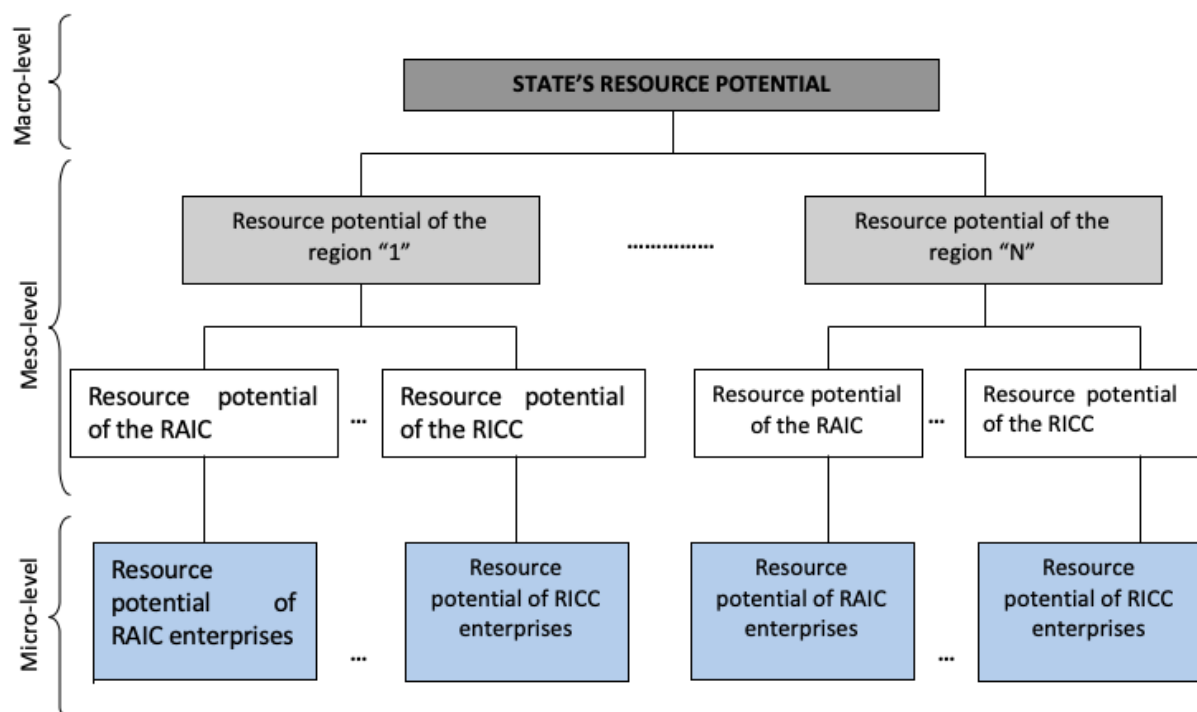 Macro-level
STATE’S RESOURCE POTENTIAL
Meso-level
Resource potential of the
region “1”
……………
Resource potential of the
region “N”
Resource potential
of the RAIC
...
Resource potential
of the RICC
Resource potential
of the RAIC
...
Resource potential
of the RICC
Micro-level
Resource
potential of
RAIC enterprises
...
Resource
potential of RICC
enterprises
Resource
potential of RAIC
enterprises
...
Resource
potential of RICC
enterprises